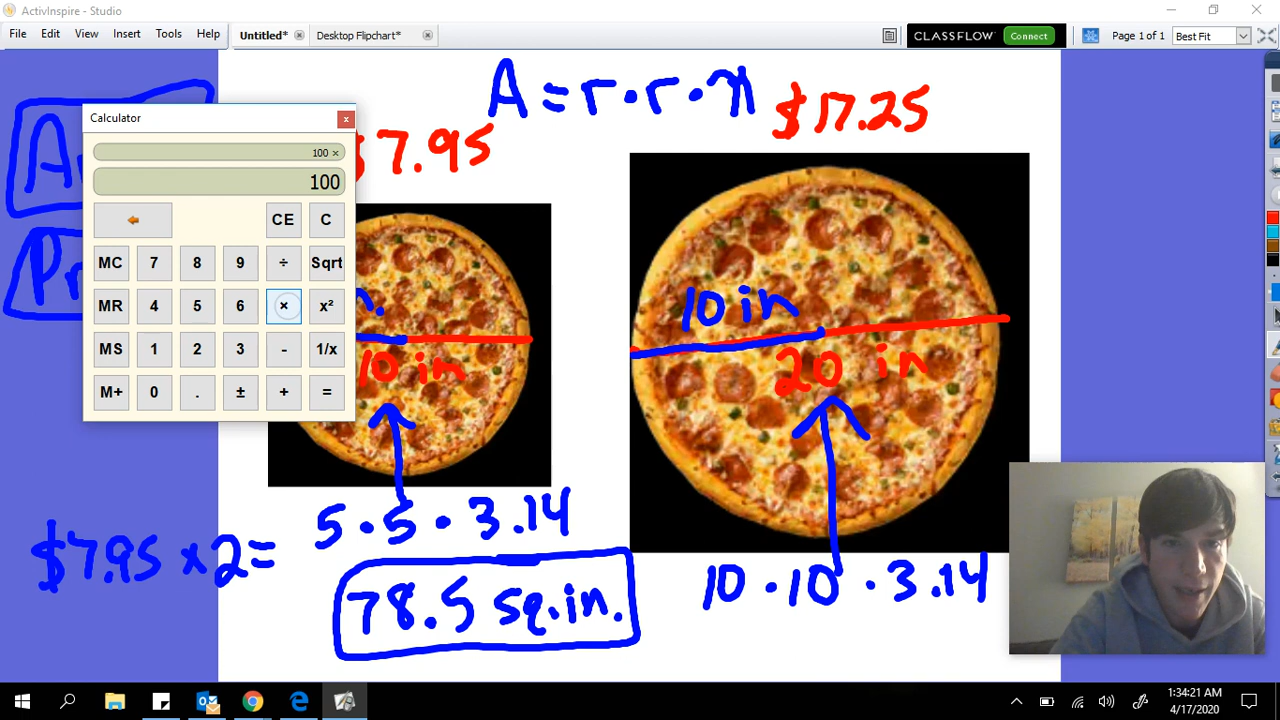 ActivInspire - Studio
File Edit View Insert Tools Help Untitled* Desktop Flipchart* CLASSFLOW Connect Page 1 of 1 Best Fit
A = r · r · π
$17.25
7.95
Calculator
100 ×
100
CE C
MC 7 8 9 ÷ Sqrt
MR 4 5 6 × x²
MS 1 2 3 - 1/x
M+ 0 . ± + =
10 in
10 in
20 in
5 · 5 · 3.14
$7.95 × 2 =
78.5 sq. in.
10 · 10 · 3.14
1:34:21 AM
4/17/2020